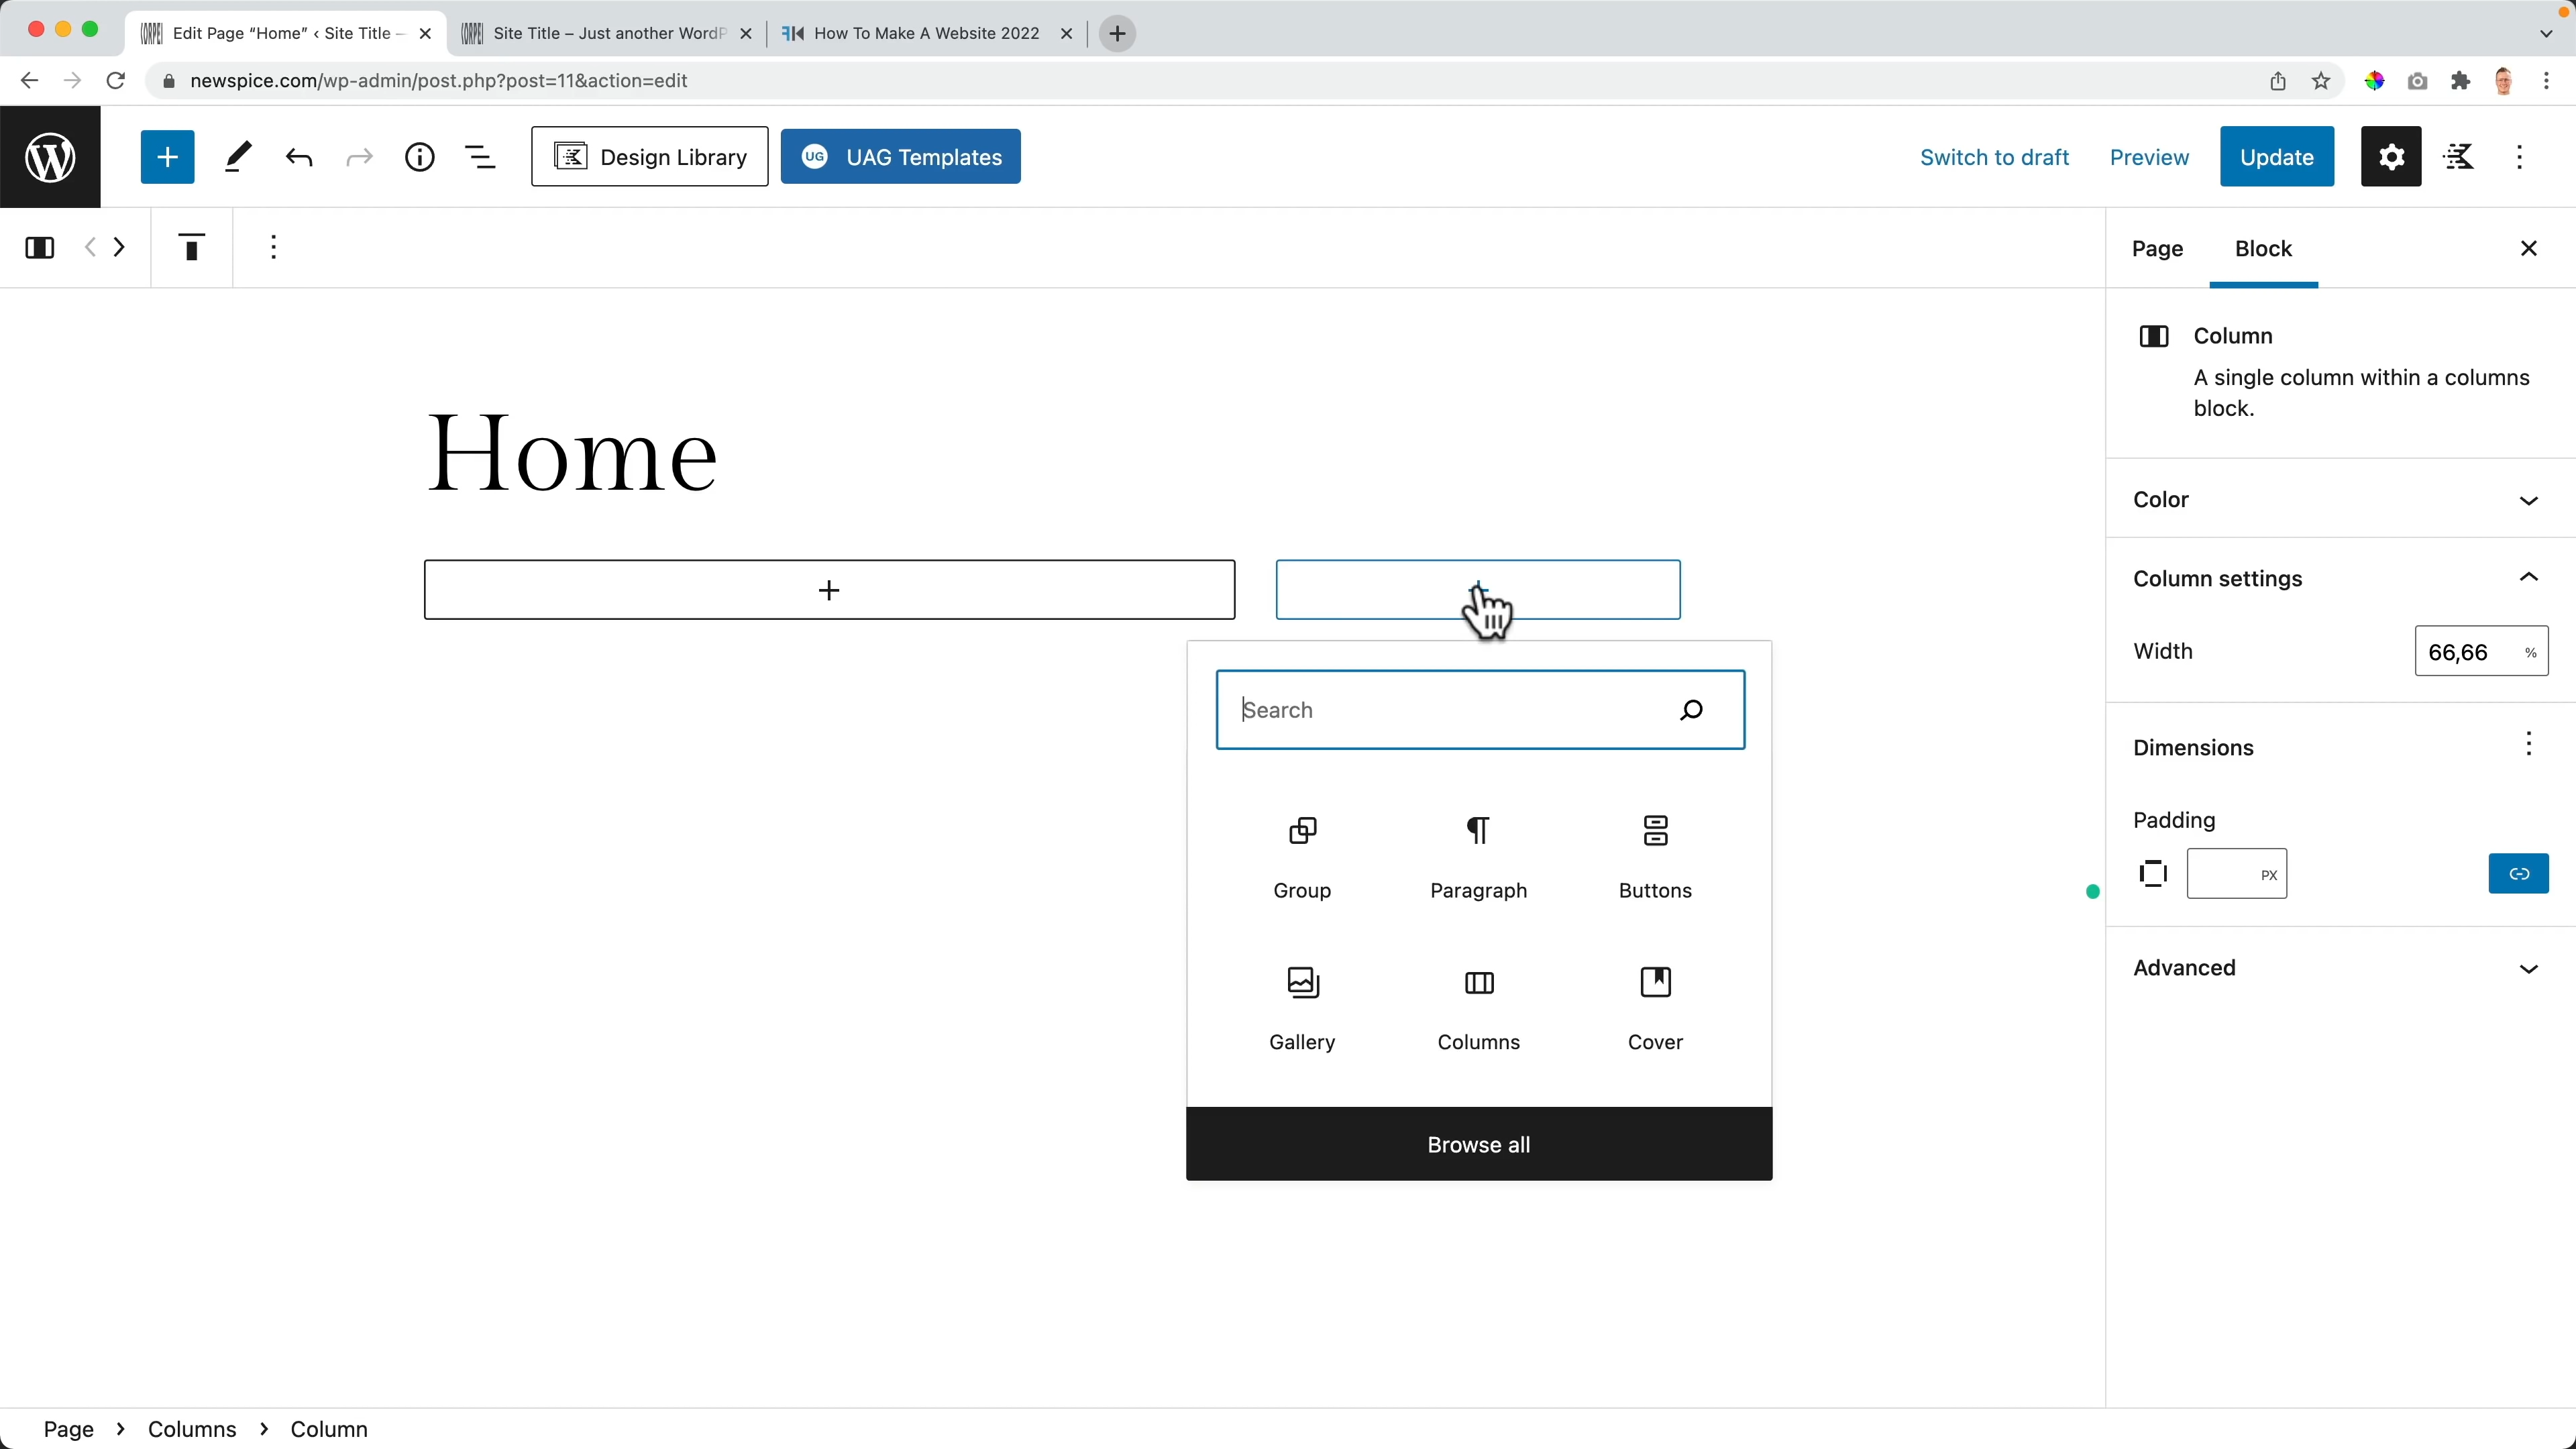 Edit Page “Home” ‹ Site Title —
Site Title – Just another WordP
How To Make A Website 2022
newspice.com/wp-admin/post.php?post=11&action=edit
Design Library
UG UAG Templates
Switch to draft
Preview
Update
Page
Block
Column
A single column within a columns
block.
Color
Home
Column settings
Width
66,66 %
Search
Dimensions
Padding
PX
Group
Paragraph
Buttons
Gallery
Columns
Cover
Advanced
Browse all
Page › Columns › Column